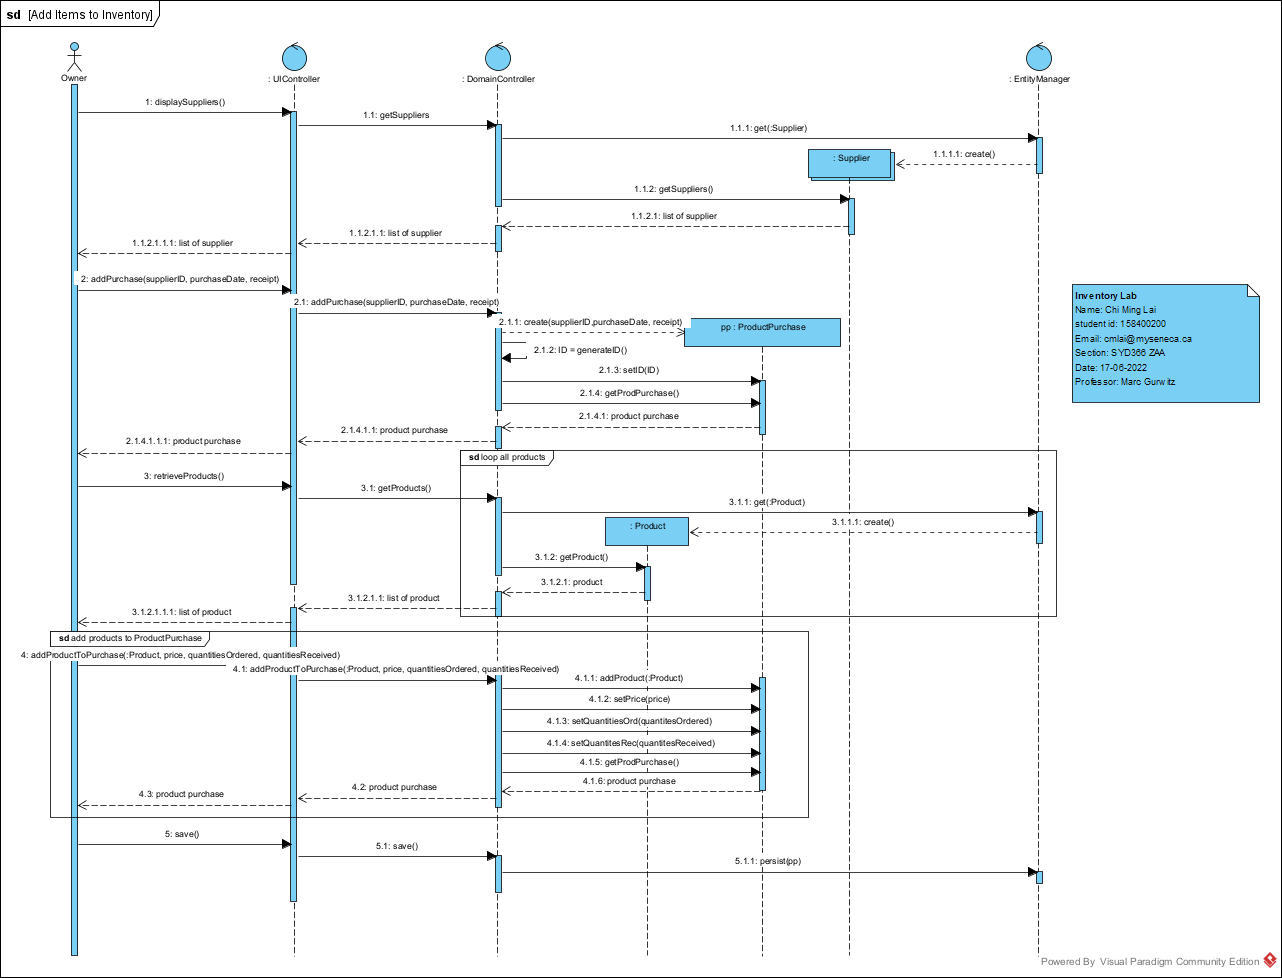 sd [Add Items to Inventory]
Owner
: UIController
: DomainController
: EntityManager
1: displaySuppliers()
1.1: getSuppliers
1.1.1: get(:Supplier)
: Supplier
1.1.1.1: create()
1.1.2: getSuppliers()
1.1.2.1: list of supplier
1.1.2.1.1: list of supplier
1.1.2.1.1.1: list of supplier
2: addPurchase(supplierID, purchaseDate, receipt)
2.1: addPurchase(supplierID, purchaseDate, receipt)
2.1.1: create(supplierID,purchaseDate, receipt)
pp : ProductPurchase
2.1.2: ID = generateID()
2.1.3: setID(ID)
2.1.4: getProdPurchase()
2.1.4.1: product purchase
2.1.4.1.1: product purchase
2.1.4.1.1.1: product purchase
Inventory Lab
Name: Chi Ming Lai
student id: 158400200
Email: cmlai@myseneca.ca
Section: SYD366 ZAA
Date: 17-06-2022
Professor: Marc Gurwitz
sd loop all products
3: retrieveProducts()
3.1: getProducts()
3.1.1: get(:Product)
: Product
3.1.1.1: create()
3.1.2: getProduct()
3.1.2.1: product
3.1.2.1.1: list of product
3.1.2.1.1.1: list of product
sd add products to ProductPurchase
4: addProductToPurchase(:Product, price, quantitiesOrdered, quantitiesReceived)
4.1: addProductToPurchase(:Product, price, quantitiesOrdered, quantitiesReceived)
4.1.1: addProduct(:Product)
4.1.2: setPrice(price)
4.1.3: setQuantitiesOrd(quantitesOrdered)
4.1.4: setQuantitesRec(quantitesReceived)
4.1.5: getProdPurchase()
4.1.6: product purchase
4.2: product purchase
4.3: product purchase
5: save()
5.1: save()
5.1.1: persist(pp)
Powered By Visual Paradigm Community Edition